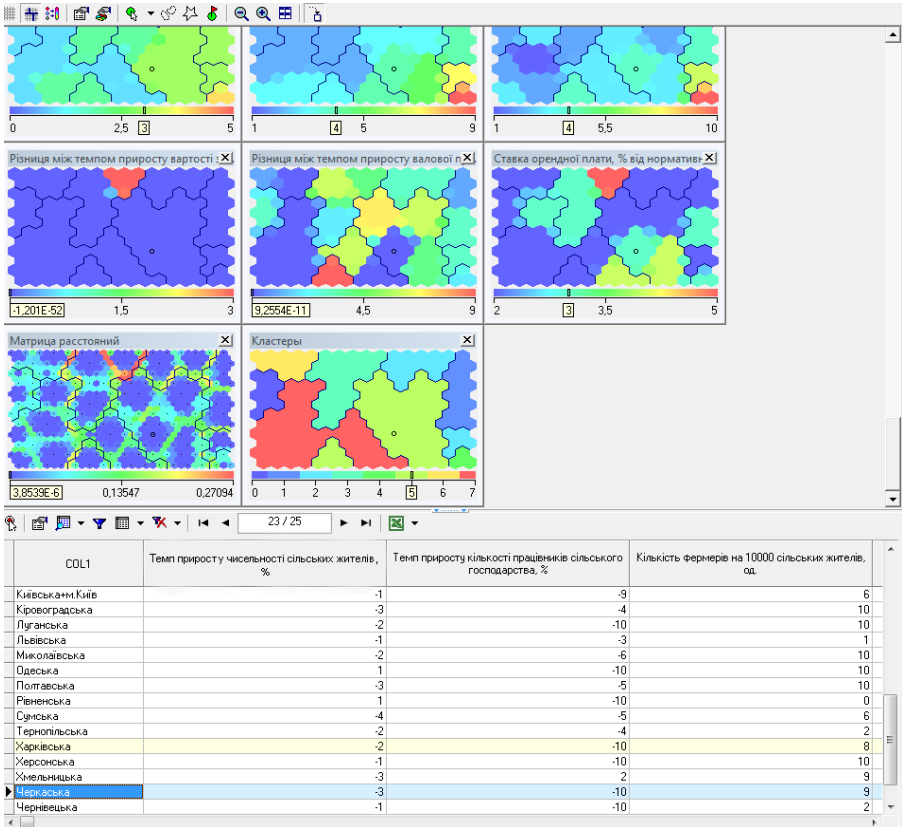 0 2,5 3 5
1 4 5 9
1 4 5,5 10
Різниця між темпом приросту вартості з
Різниця між темпом приросту валової п
Ставка орендної плати, % від нормативн
-1,201E-52 1,5 3
9,2554E-11 4,5 9
2 3 3,5 5
Матрица расстояний
Кластеры
3,8539E-6 0,13547 0,27094
0 1 2 3 4 5 6 7
23 / 25
COL1 Темп приросту чисельності сільських жителів, Темп приросту кількості працівників сільського Кількість фермерів на 10000 сільських жителів,
% господарства, % од.
Київська+м.Київ -1 -9 6
Кіровоградська -3 -4 10
Луганська -2 -10 10
Львівська -1 -3 1
Миколаївська -2 -6 10
Одеська 1 -10 10
Полтавська -3 -5 10
Рівненська 1 -10 0
Сумська -4 -5 6
Тернопільська -2 -4 2
Харківська -2 -10 8
Херсонська -1 -10 10
Хмельницька -3 2 9
Черкаська -3 -10 9
Чернівецька -1 -10 2